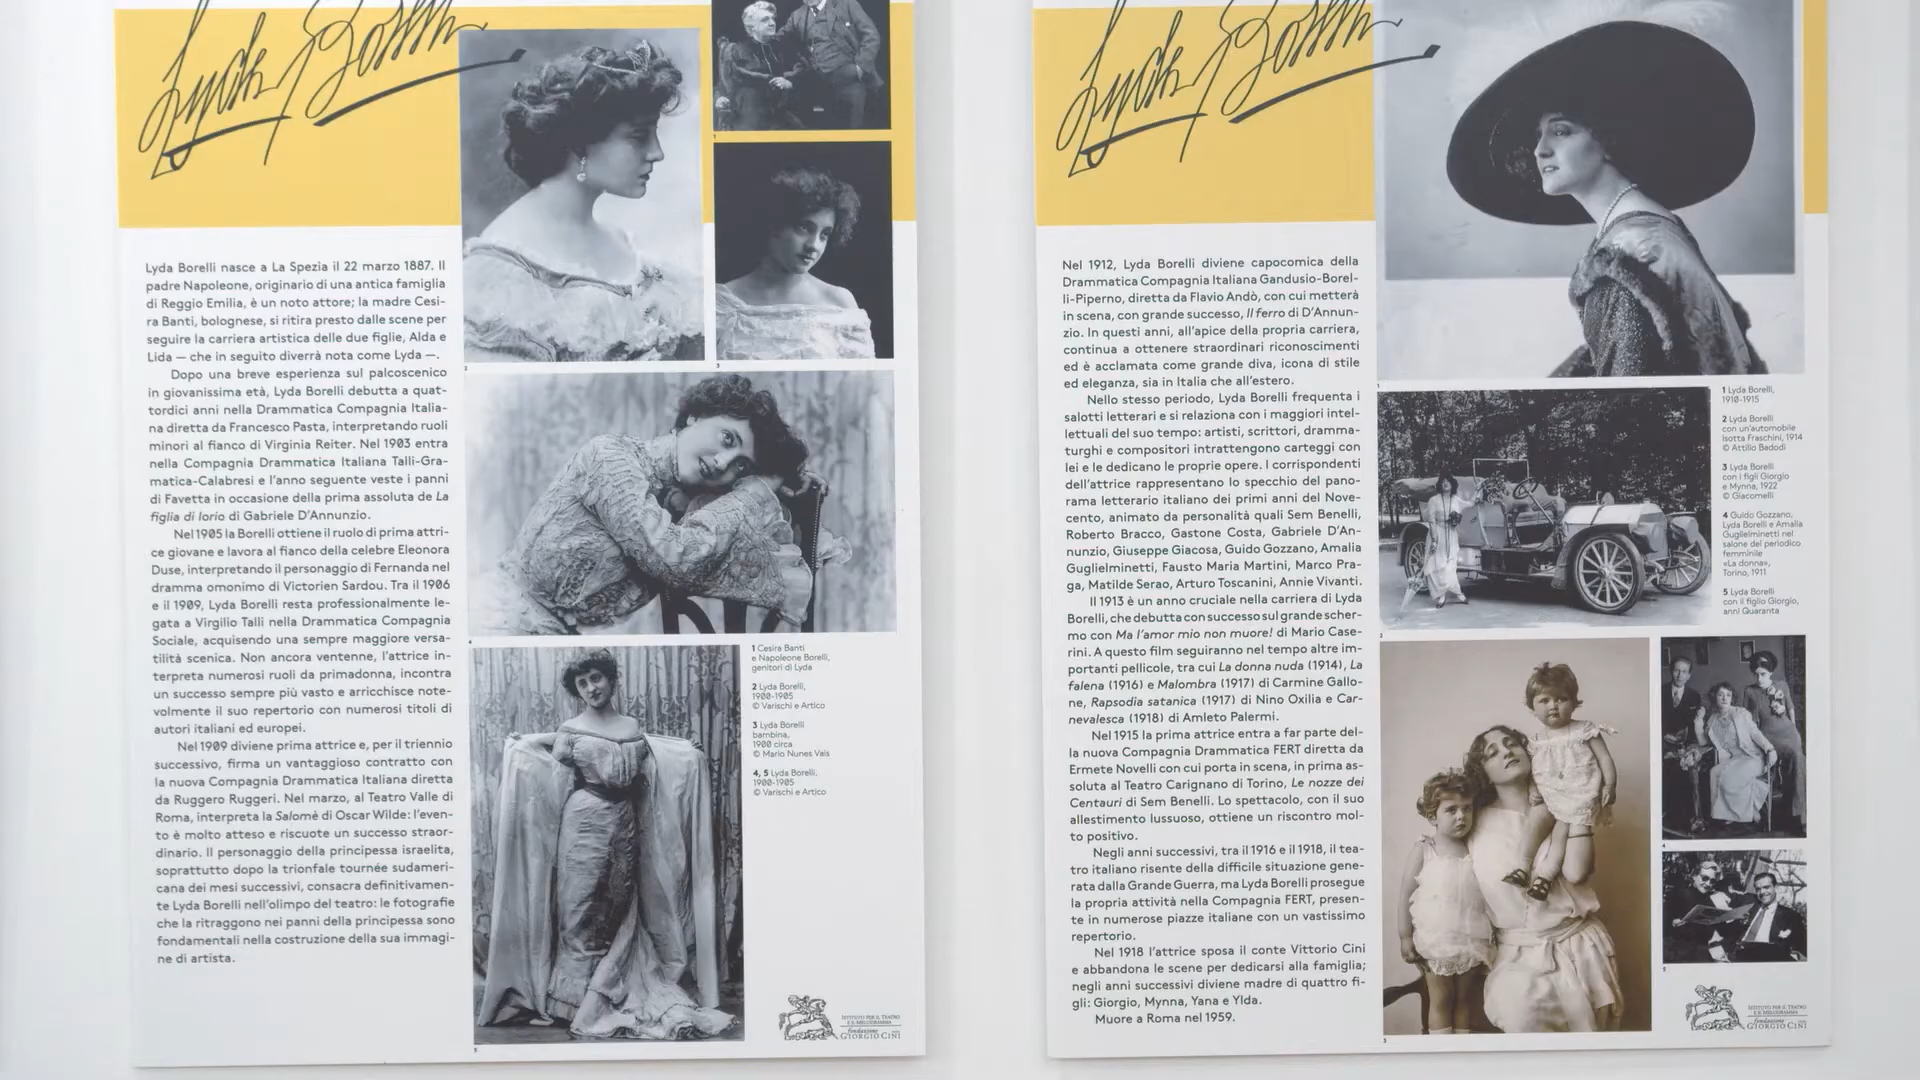 Lyda Borelli
Lyda Borelli nasce a La Spezia il 22 marzo 1887. Il
padre Napoleone, originario di una antica famiglia
di Reggio Emilia, è un noto attore; la madre Cesi-
ra Banti, bolognese, si ritira presto dalle scene per
seguire la carriera artistica delle due figlie, Alda e
Lida — che in seguito diverrà nota come Lyda —.
Dopo una breve esperienza sul palcoscenico
in giovanissima età, Lyda Borelli debutta a quat-
tordici anni nella Drammatica Compagnia Italia-
na diretta da Francesco Pasta, interpretando ruoli
minori al fianco di Virginia Reiter. Nel 1903 entra
nella Compagnia Drammatica Italiana Talli-Gra-
matica-Calabresi e l'anno seguente veste i panni
di Favetta in occasione della prima assoluta de La
figlia di Iorio di Gabriele D'Annunzio.
Nel 1905 la Borelli ottiene il ruolo di prima attri-
ce giovane e lavora al fianco della celebre Eleonora
Duse, interpretando il personaggio di Fernanda nel
dramma omonimo di Victorien Sardou. Tra il 1906
e il 1909, Lyda Borelli resta professionalmente le-
gata a Virgilio Talli nella Drammatica Compagnia
Sociale, acquisendo una sempre maggiore versa-
tilità scenica. Non ancora ventenne, l'attrice in-
terpreta numerosi ruoli da primadonna, incontra
un successo sempre più vasto e arricchisce note-
volmente il suo repertorio con numerosi titoli di
autori italiani ed europei.
Nel 1909 diviene prima attrice e, per il triennio
successivo, firma un vantaggioso contratto con
la nuova Compagnia Drammatica Italiana diretta
da Ruggero Ruggeri. Nel marzo, al Teatro Valle di
Roma, interpreta la Salomè di Oscar Wilde: l'even-
to è molto atteso e riscuote un successo straor-
dinario. Il personaggio della principessa israelita,
soprattutto dopo la trionfale tournée sudameri-
cana dei mesi successivi, consacra definitivamen-
te Lyda Borelli nell'olimpo del teatro: le fotografie
che la ritraggono nei panni della principessa sono
fondamentali nella costruzione della sua immagi-
ne di artista.
1
2
3
4
5
1 Cesira Banti
e Napoleone Borelli,
genitori di Lyda
2 Lyda Borelli,
1900-1905
© Varischi e Artico
3 Lyda Borelli
bambina,
1900 circa
© Mario Nunes Vais
4, 5 Lyda Borelli,
1900-1905
© Varischi e Artico
ISTITUTO PER IL TEATRO
E IL MELODRAMMA
fondazione
GIORGIO CINI
Lyda Borelli
Nel 1912, Lyda Borelli diviene capocomica della
Drammatica Compagnia Italiana Gandusio-Borel-
li-Piperno, diretta da Flavio Andò, con cui metterà
in scena, con grande successo, Il ferro di D'Annun-
zio. In questi anni, all'apice della propria carriera,
continua a ottenere straordinari riconoscimenti
ed è acclamata come grande diva, icona di stile
ed eleganza, sia in Italia che all'estero.
Nello stesso periodo, Lyda Borelli frequenta i
salotti letterari e si relaziona con i maggiori intel-
lettuali del suo tempo: artisti, scrittori, dramma-
turghi e compositori intrattengono carteggi con
lei e le dedicano le proprie opere. I corrispondenti
dell'attrice rappresentano lo specchio del pano-
rama letterario italiano dei primi anni del Nove-
cento, animato da personalità quali Sem Benelli,
Roberto Bracco, Gastone Costa, Gabriele D'An-
nunzio, Giuseppe Giacosa, Guido Gozzano, Amalia
Guglielminetti, Fausto Maria Martini, Marco Pra-
ga, Matilde Serao, Arturo Toscanini, Annie Vivanti.
Il 1913 è un anno cruciale nella carriera di Lyda
Borelli, che debutta con successo sul grande scher-
mo con Ma l'amor mio non muore! di Mario Case-
rini. A questo film seguiranno nel tempo altre im-
portanti pellicole, tra cui La donna nuda (1914), La
falena (1916) e Malombra (1917) di Carmine Gallo-
ne, Rapsodia satanica (1917) di Nino Oxilia e Car-
nevalesca (1918) di Amleto Palermi.
Nel 1915 la prima attrice entra a far parte del-
la nuova Compagnia Drammatica FERT diretta da
Ermete Novelli con cui porta in scena, in prima as-
soluta al Teatro Carignano di Torino, Le nozze dei
Centauri di Sem Benelli. Lo spettacolo, con il suo
allestimento lussuoso, ottiene un riscontro mol-
to positivo.
Negli anni successivi, tra il 1916 e il 1918, il tea-
tro italiano risente della difficile situazione gene-
rata dalla Grande Guerra, ma Lyda Borelli prosegue
la propria attività nella Compagnia FERT, presen-
te in numerose piazze italiane con un vastissimo
repertorio.
Nel 1918 l'attrice sposa il conte Vittorio Cini
e abbandona le scene per dedicarsi alla famiglia;
negli anni successivi diviene madre di quattro fi-
gli: Giorgio, Mynna, Yana e Ylda.
Muore a Roma nel 1959.
1
2
3
4
5
1 Lyda Borelli,
1910-1915
2 Lyda Borelli
con un'automobile
Isotta Fraschini, 1914
© Attilio Badodi
3 Lyda Borelli
con i figli Giorgio
e Mynna, 1922
© Giacomelli
4 Guido Gozzano,
Lyda Borelli e Amalia
Guglielminetti nel
salone del periodico
femminile
«La donna»,
Torino, 1911
5 Lyda Borelli
con il figlio Giorgio,
anni Quaranta
ISTITUTO PER IL TEATRO
E IL MELODRAMMA
fondazione
GIORGIO CINI